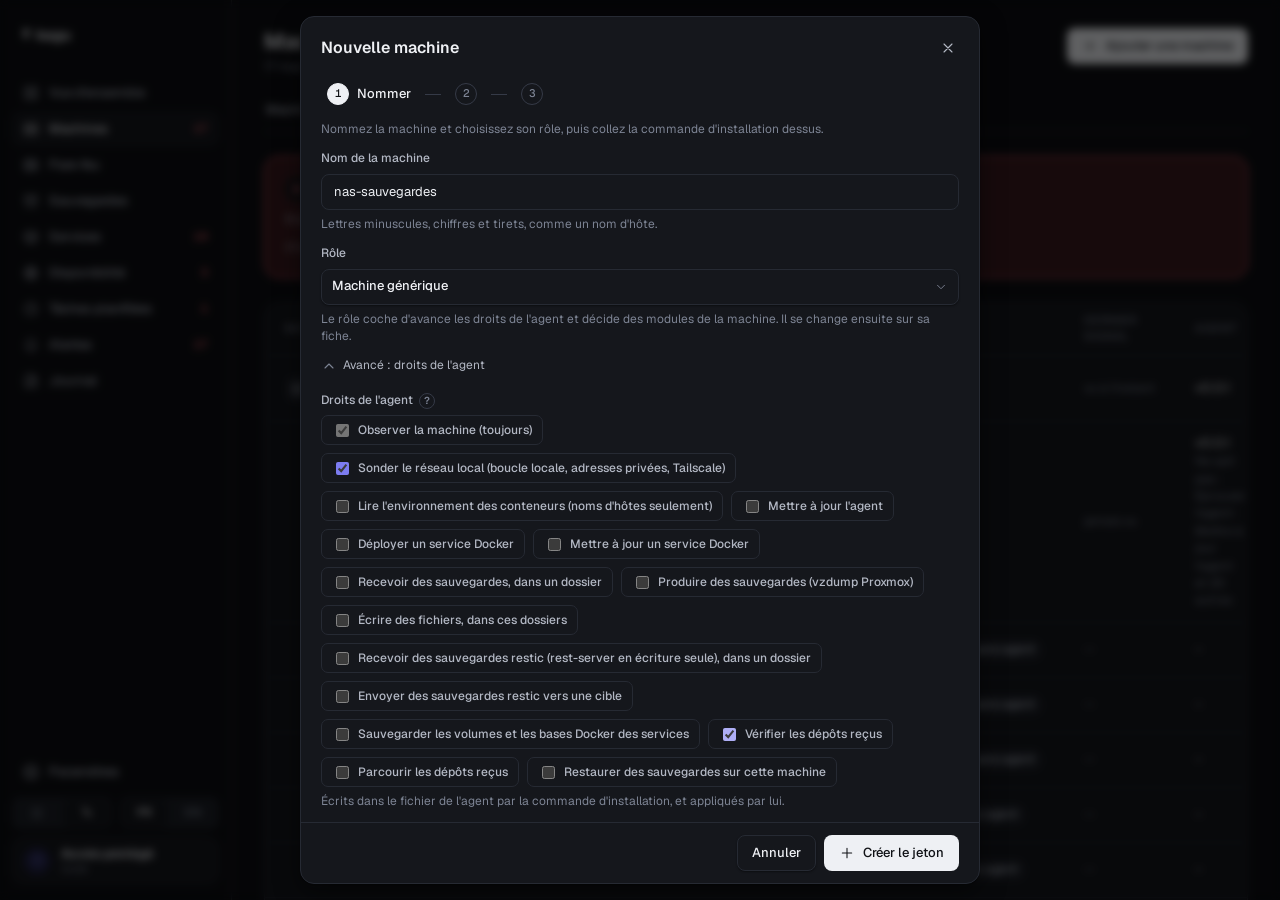 Nouvelle machine
1 Nommer 2 3
Nommez la machine et choisissez son rôle, puis collez la commande d'installation dessus.
Nom de la machine
nas-sauvegardes
Lettres minuscules, chiffres et tirets, comme un nom d'hôte.
Rôle
Machine générique
Le rôle coche d'avance les droits de l'agent et décide des modules de la machine. Il se change ensuite sur sa
fiche.
Avancé : droits de l'agent
Droits de l'agent ?
Observer la machine (toujours)
Sonder le réseau local (boucle locale, adresses privées, Tailscale)
Lire l'environnement des conteneurs (noms d'hôtes seulement) Mettre à jour l'agent
Déployer un service Docker Mettre à jour un service Docker
Recevoir des sauvegardes, dans un dossier Produire des sauvegardes (vzdump Proxmox)
Écrire des fichiers, dans ces dossiers
Recevoir des sauvegardes restic (rest-server en écriture seule), dans un dossier
Envoyer des sauvegardes restic vers une cible
Sauvegarder les volumes et les bases Docker des services Vérifier les dépôts reçus
Parcourir les dépôts reçus Restaurer des sauvegardes sur cette machine
Écrits dans le fichier de l'agent par la commande d'installation, et appliqués par lui.
Annuler Créer le jeton